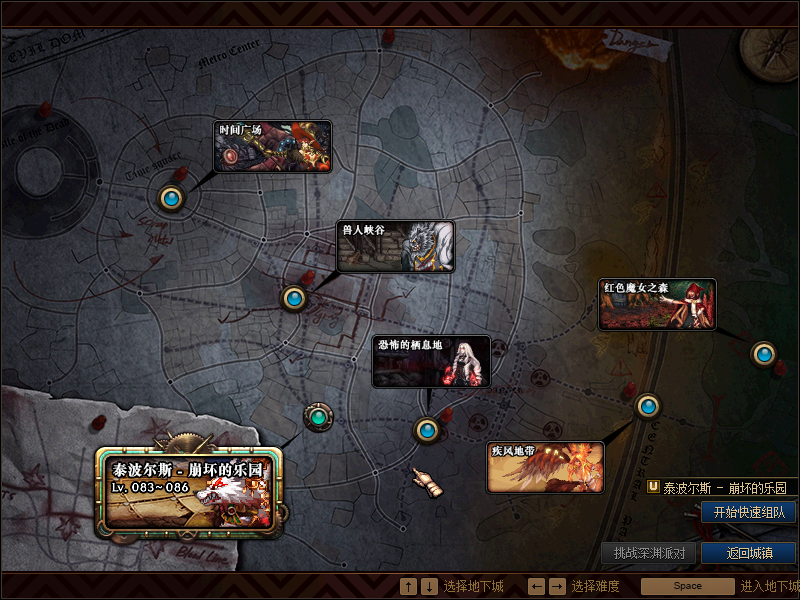 EVIL DOM
Metro Center
Danger
时间广场
Time square
兽人峡谷
红色魔女之森
恐怖的栖息地
疾风地带
泰波尔斯 - 崩坏的乐园
Lv. 083~086
CENTRAL
U 泰波尔斯 - 崩坏的乐园
开始快速组队
挑战深渊派对
返回城镇
↑ ↓ 选择地下城 ← → 选择难度 Space 进入地下城